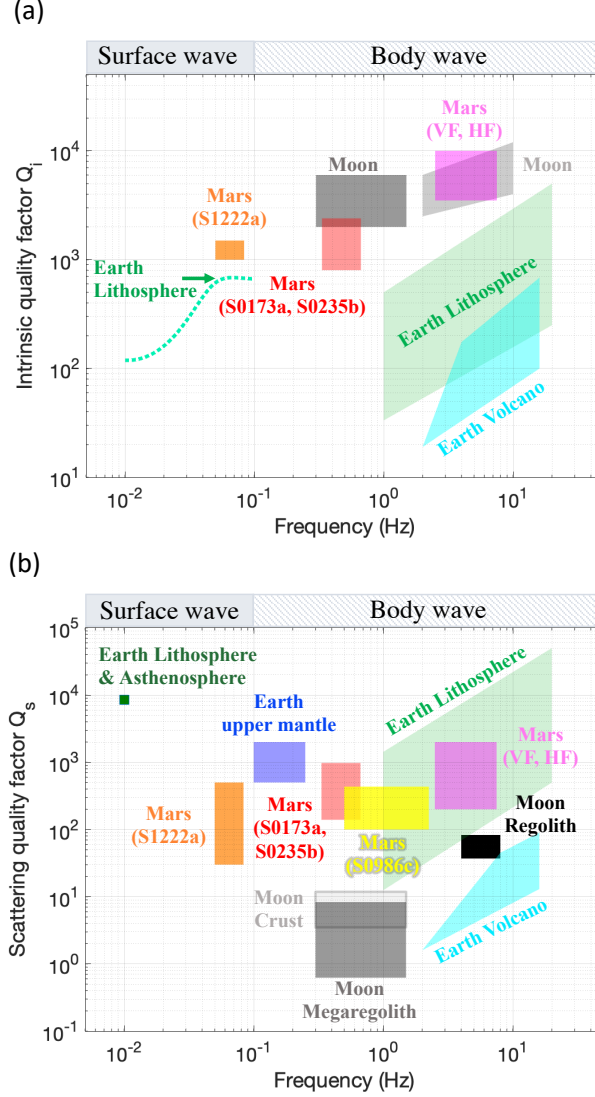 (a)
Surface wave
Body wave
10^4
10^3
10^2
10^1
Intrinsic quality factor Q_i
Mars
(VF, HF)
Moon
Moon
Mars
(S1222a)
Earth
Lithosphere
Mars
(S0173a, S0235b)
Earth Lithosphere
Earth Volcano
10^-2
10^-1
10^0
10^1
Frequency (Hz)
(b)
Surface wave
Body wave
10^5
10^4
10^3
10^2
10^1
10^0
10^-1
Scattering quality factor Q_s
Earth Lithosphere
& Asthenosphere
Earth
upper mantle
Earth Lithosphere
Mars
(VF, HF)
Mars
(S1222a)
Mars
(S0173a,
S0235b)
Mars
(S0986c)
Moon
Regolith
Moon
Crust
Moon
Megaregolith
Earth Volcano
10^-2
10^-1
10^0
10^1
Frequency (Hz)